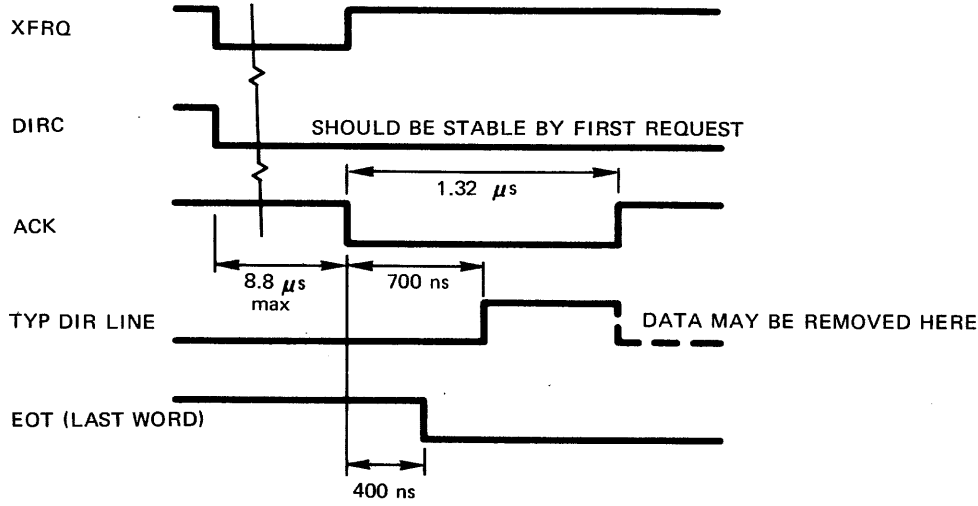 XFRQ
DIRC
SHOULD BE STABLE BY FIRST REQUEST
1.32 μs
ACK
8.8 μs
max
700 ns
TYP DIR LINE
DATA MAY BE REMOVED HERE
EOT (LAST WORD)
400 ns